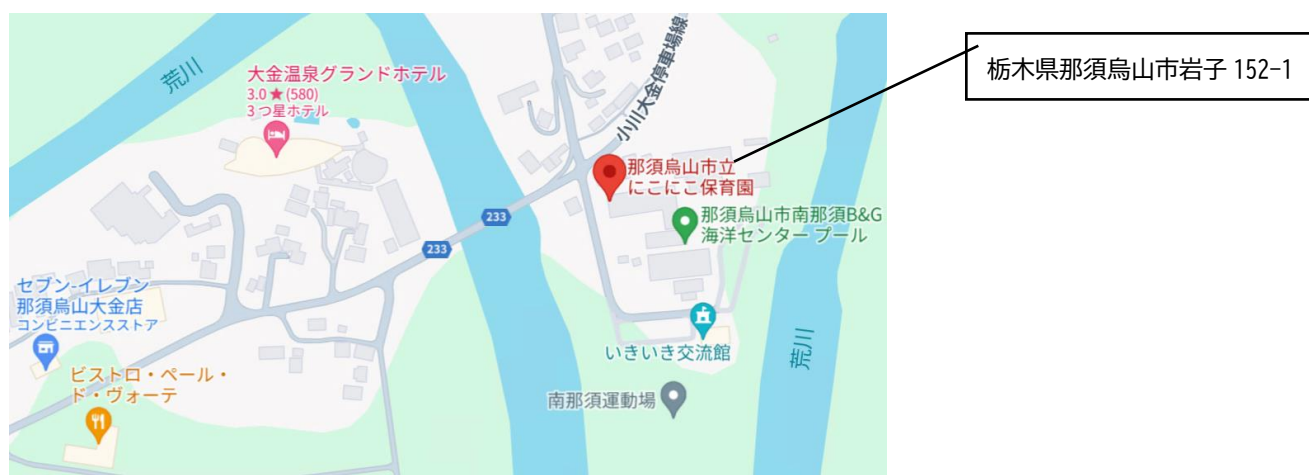 荒川
大金温泉グランドホテル
3.0★(580)
3つ星ホテル
小川大金停車場線
栃木県那須烏山市岩子 152-1
那須烏山市立
にこにこ保育園
那須烏山市南那須B&G
海洋センター プール
233
233
セブン-イレブン
那須烏山大金店
コンビニエンスストア
いきいき交流館
荒川
ビストロ・ペール・
ド・ヴォーテ
南那須運動場